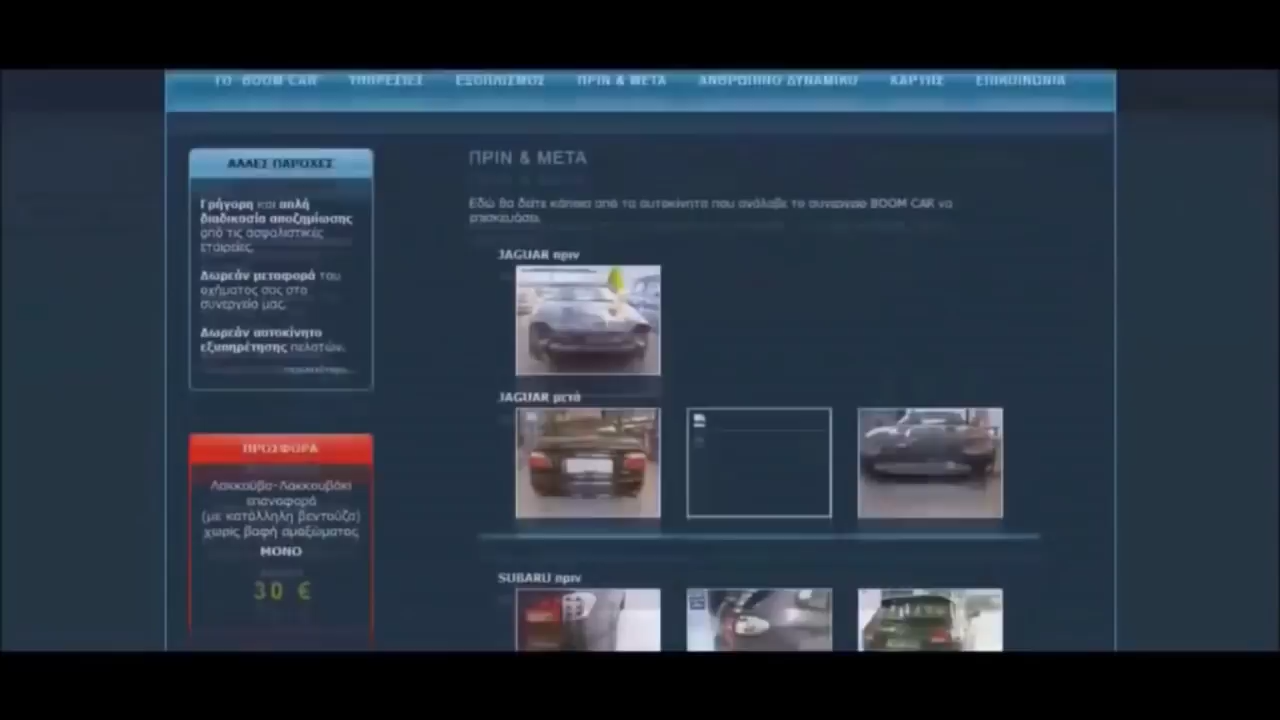 ΤΟ BOOM CAR ΥΠΗΡΕΣΙΕΣ ΕΞΟΠΛΙΣΜΟΣ ΠΡΙΝ & ΜΕΤΑ ΑΝΘΡΩΠΙΝΟ ΔΥΝΑΜΙΚΟ ΧΑΡΤΗΣ ΕΠΙΚΟΙΝΩΝΙΑ
ΑΛΛΕΣ ΠΑΡΟΧΕΣ
Γρήγορη και απλή
διαδικασία αποζημίωσης
από τις ασφαλιστικές
εταιρείες.
Δωρεάν μεταφορά του
οχήματος σας στο
συνεργείο μας.
Δωρεάν αυτοκίνητο
εξυπηρέτησης πελατών.
ΠΡΟΣΦΟΡΑ
Λακκούβα-Λακκουβάκι
επαναφορά
(με κατάλληλη βεντούζα)
χωρίς βαφή αμαξώματος
ΜΟΝΟ
30 €
ΠΡΙΝ & ΜΕΤΑ
Εδώ θα δείτε κάποια από τα αυτοκίνητα που ανάλαβε το συνεργείο BOOM CAR να
επισκευάσει.
JAGUAR πριν
JAGUAR μετά
SUBARU πριν